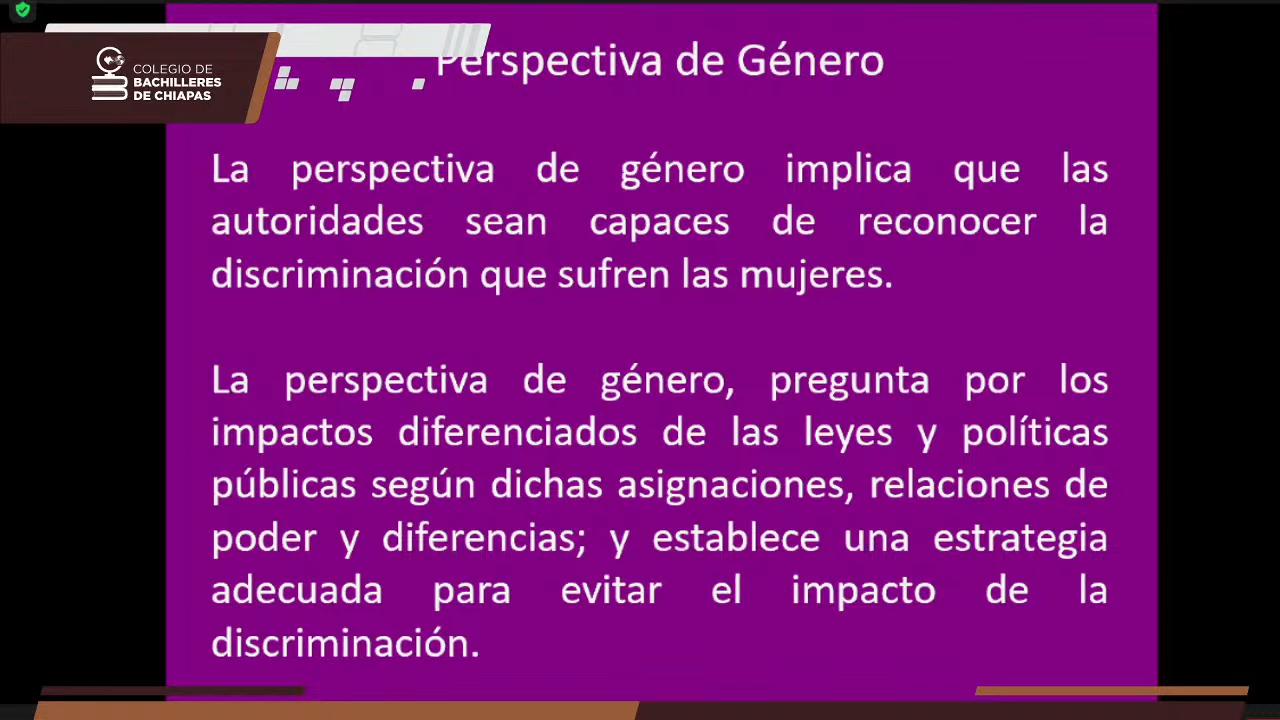 Perspectiva de Género
COLEGIO DE
BACHILLERES
DE CHIAPAS
La perspectiva de género implica que las
autoridades sean capaces de reconocer la
discriminación que sufren las mujeres.
La perspectiva de género, pregunta por los
impactos diferenciados de las leyes y políticas
públicas según dichas asignaciones, relaciones de
poder y diferencias; y establece una estrategia
adecuada para evitar el impacto de la
discriminación.